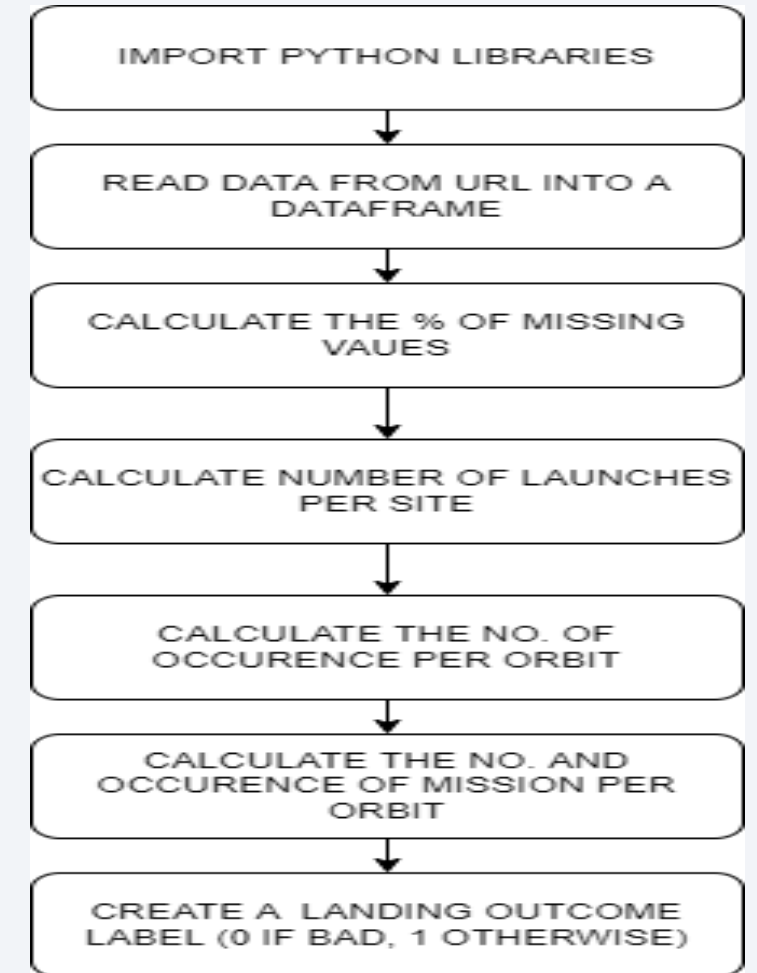 IMPORT PYTHON LIBRARIES
READ DATA FROM URL INTO A
DATAFRAME
CALCULATE THE % OF MISSING
VAUES
CALCULATE NUMBER OF LAUNCHES
PER SITE
CALCULATE THE NO. OF
OCCURENCE PER ORBIT
CALCULATE THE NO. AND
OCCURENCE OF MISSION PER
ORBIT
CREATE A LANDING OUTCOME
LABEL (0 IF BAD, 1 OTHERWISE)